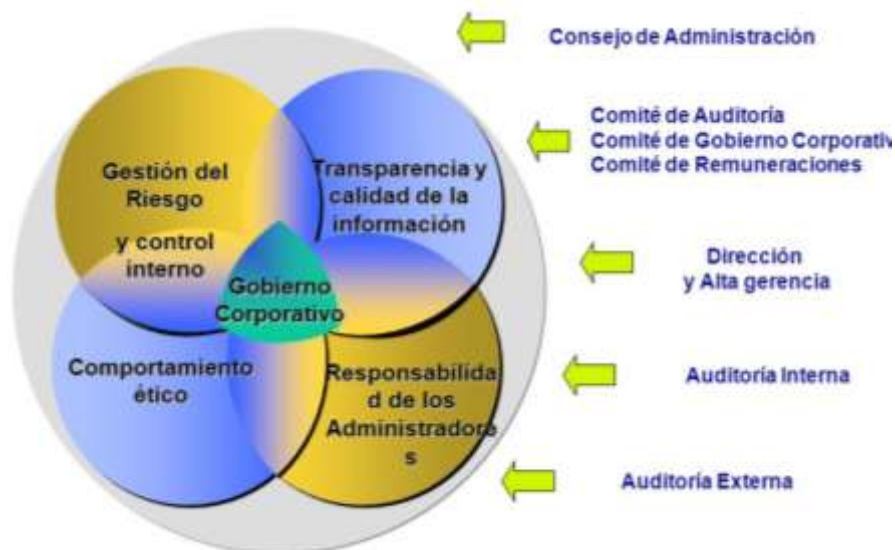 Consejo de Administración
Comité de Auditoría
Comité de Gobierno Corporativ
Comité de Remuneraciones
Gestión del
Riesgo
y control
interno
Transparencia y
calidad de la
información
Dirección
y Alta gerencia
Gobierno
Corporativo
Comportamiento
ético
Responsabilida
d de los
Administradore
s
Auditoría Interna
Auditoría Externa